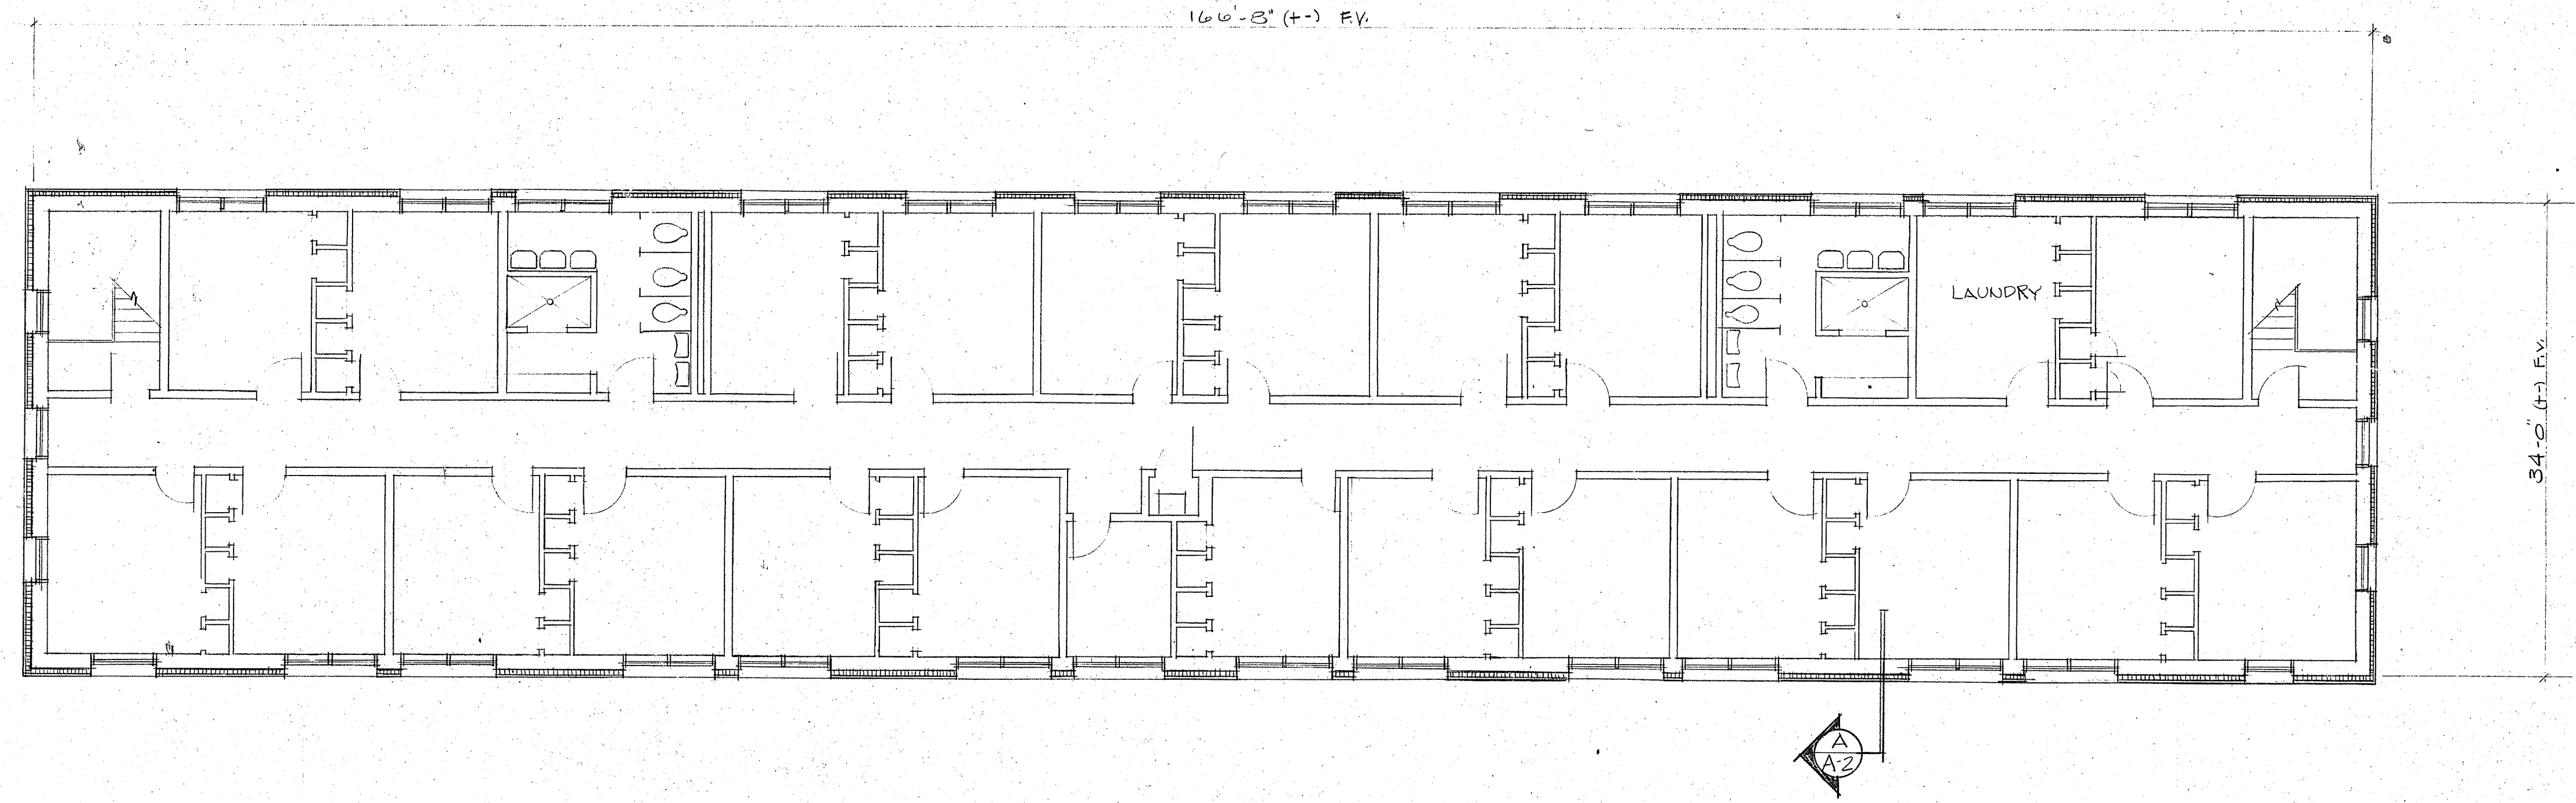 166'-8" (+-) F.V.
LAUNDRY
34'-0" (+-) F.V.
A
A-2